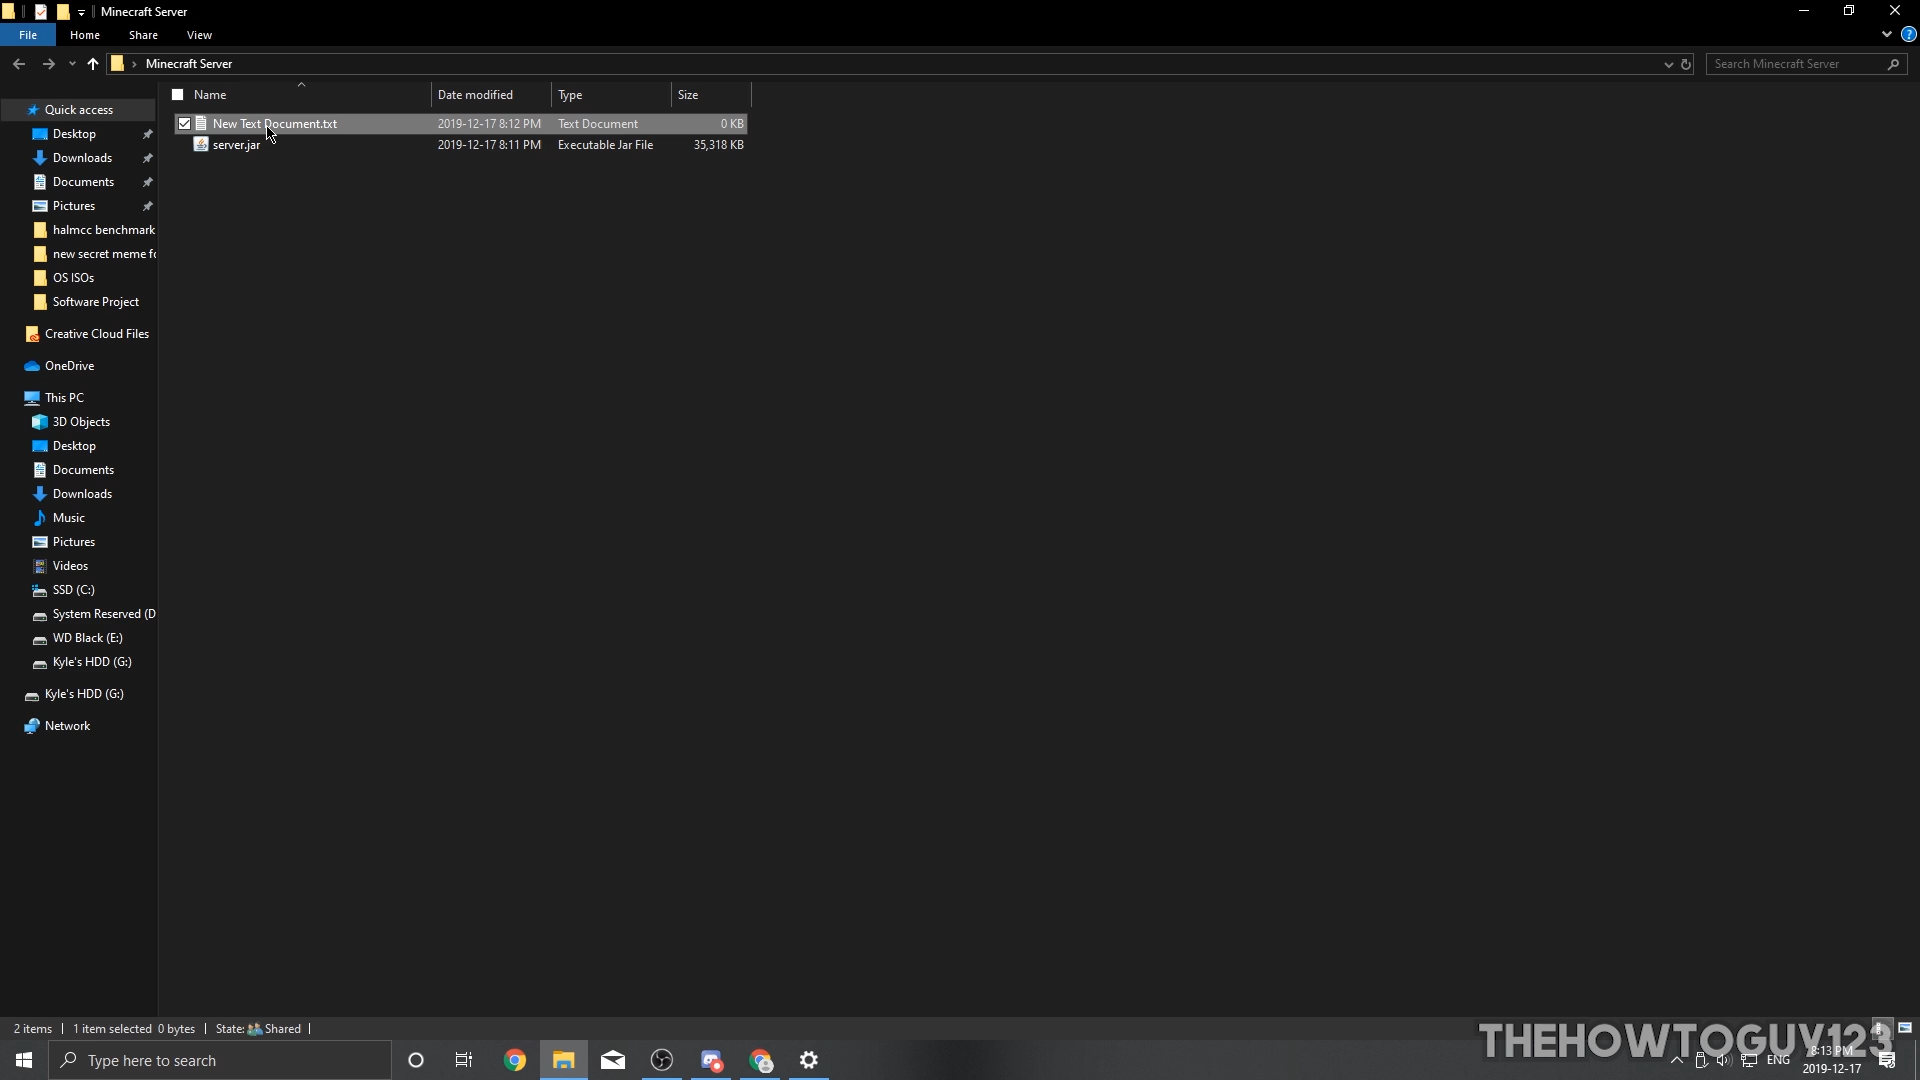 Minecraft Server
File Home Share View
Minecraft Server
Search Minecraft Server
Name Date modified Type Size
New Text Document.txt 2019-12-17 8:12 PM Text Document 0 KB
server.jar 2019-12-17 8:11 PM Executable Jar File 35,318 KB
Quick access
Desktop
Downloads
Documents
Pictures
halmcc benchmark
new secret meme fo
OS ISOs
Software Project
Creative Cloud Files
OneDrive
This PC
3D Objects
Desktop
Documents
Downloads
Music
Pictures
Videos
SSD (C:)
System Reserved (D
WD Black (E:)
Kyle's HDD (G:)
Kyle's HDD (G:)
Network
2 items 1 item selected 0 bytes State: Shared
THEHOWTOGUY123
Type here to search
ENG
8:13 PM
2019-12-17